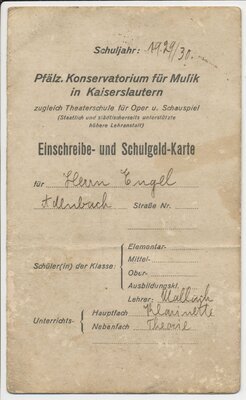 Schuljahr: 1929/30.
Pfälz. Konservatorium für Musik
in Kaiserslautern
zugleich Theaterschule für Oper u. Schauspiel
(Staatlich und städtischerseits unterstützte
höhere Lehranstalt)
Einschreibe- und Schulgeld-Karte
für Herrn Engel
Adenbach Straße Nr.
Schüler(in) der Klasse:
Elementar-
Mittel-
Ober-
Ausbildungskl.
Lehrer:
Unterrichts-
Hauptfach Klarinette
Nebenfach Theorie